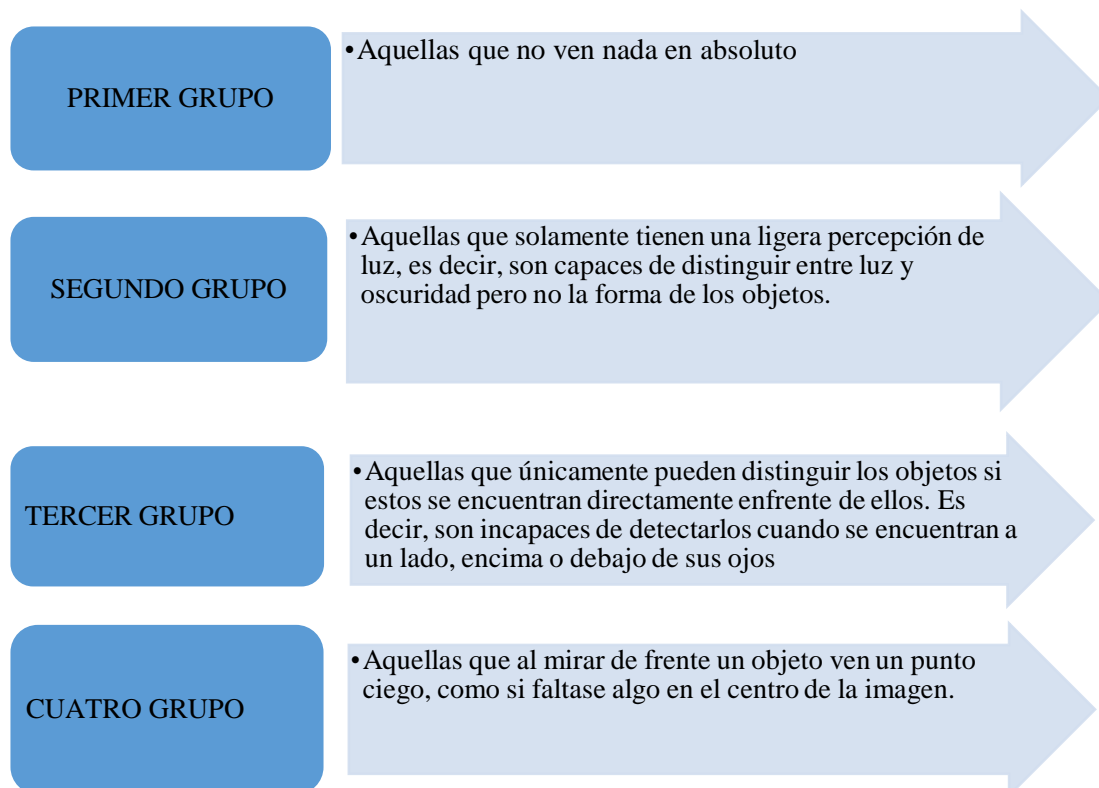 PRIMER GRUPO
•Aquellas que no ven nada en absoluto
SEGUNDO GRUPO
•Aquellas que solamente tienen una ligera percepción de
luz, es decir, son capaces de distinguir entre luz y
oscuridad pero no la forma de los objetos.
TERCER GRUPO
•Aquellas que únicamente pueden distinguir los objetos si
estos se encuentran directamente enfrente de ellos. Es
decir, son incapaces de detectarlos cuando se encuentran a
un lado, encima o debajo de sus ojos
CUATRO GRUPO
•Aquellas que al mirar de frente un objeto ven un punto
ciego, como si faltase algo en el centro de la imagen.